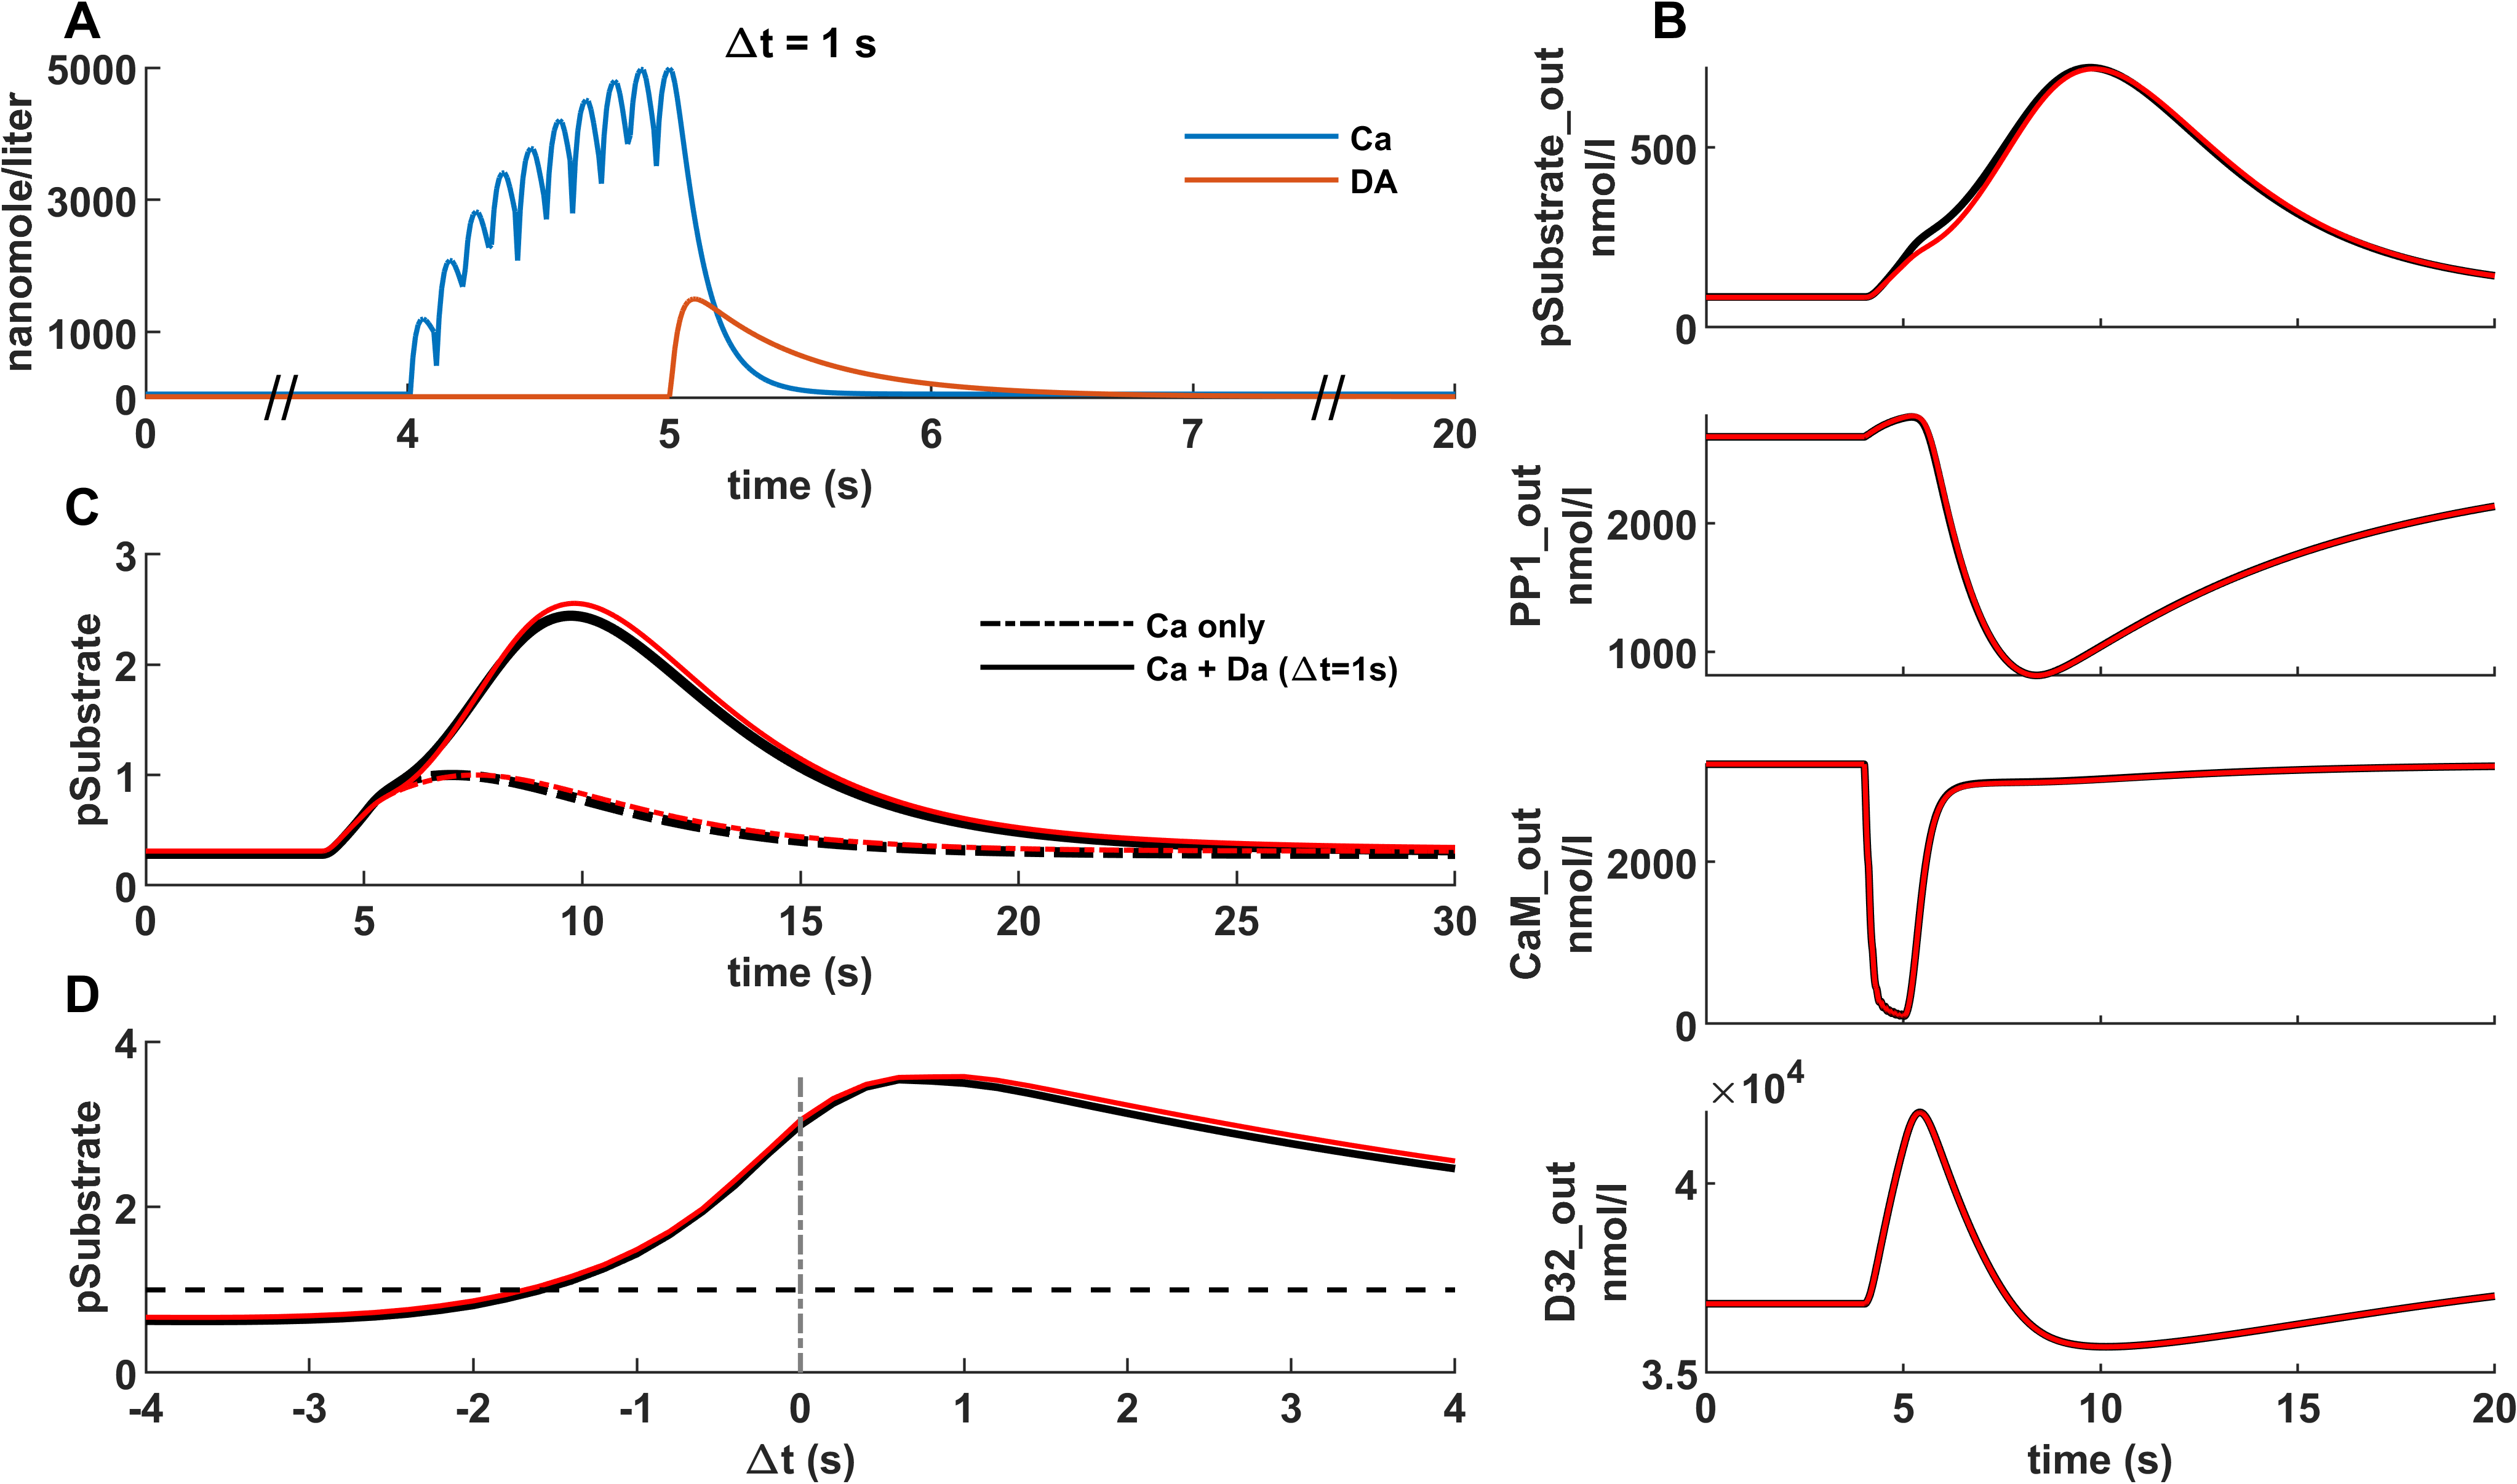 A
Δt = 1 s
nanomole/liter
5000
3000
1000
0
Ca
DA
0
4
5
6
7
20
time (s)
B
pSubstrate_out
nmol/l
500
0
PP1_out
nmol/l
2000
1000
CaM_out
nmol/l
2000
0
×10⁴
D32_out
nmol/l
4
3.5
0
5
10
15
20
time (s)
C
pSubstrate
3
2
1
0
Ca only
Ca + Da (Δt=1s)
0
5
10
15
20
25
30
time (s)
D
pSubstrate
4
2
0
-4
-3
-2
-1
0
1
2
3
4
Δt (s)